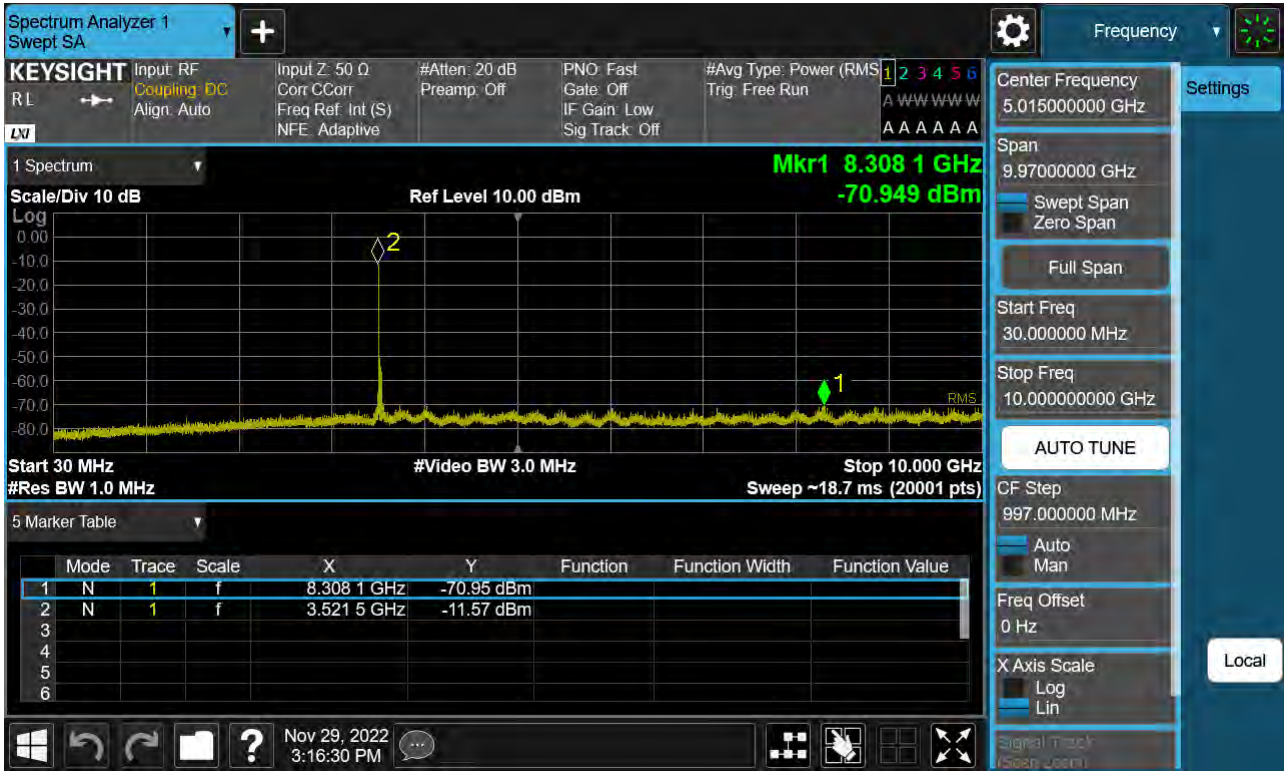 Spectrum Analyzer 1
Swept SA
Frequency
KEYSIGHT
R L
LXI
Input: RF
Coupling: DC
Align: Auto
Input Z: 50 Ω
Corr CCorr
Freq Ref: Int (S)
NFE: Adaptive
#Atten: 20 dB
Preamp: Off
PNO: Fast
Gate: Off
IF Gain: Low
Sig Track: Off
#Avg Type: Power (RMS
Trig: Free Run
1 2 3 4 5 6
A W W W W W
A A A A A A
1 Spectrum
Scale/Div 10 dB
Ref Level 10.00 dBm
Mkr1 8.308 1 GHz
-70.949 dBm
Log
0.00
-10.0
-20.0
-30.0
-40.0
-50.0
-60.0
-70.0
-80.0
2
1
RMS
Start 30 MHz
#Video BW 3.0 MHz
Stop 10.000 GHz
#Res BW 1.0 MHz
Sweep ~18.7 ms (20001 pts)
5 Marker Table
Mode Trace Scale X Y Function Function Width Function Value
1 N 1 f 8.308 1 GHz -70.95 dBm
2 N 1 f 3.521 5 GHz -11.57 dBm
3
4
5
6
Nov 29, 2022
3:16:30 PM
Center Frequency
5.015000000 GHz
Span
9.97000000 GHz
Swept Span
Zero Span
Full Span
Start Freq
30.000000 MHz
Stop Freq
10.000000000 GHz
AUTO TUNE
CF Step
997.000000 MHz
Auto
Man
Freq Offset
0 Hz
X Axis Scale
Log
Lin
Signal Track
(Span Zoom)
Settings
Local